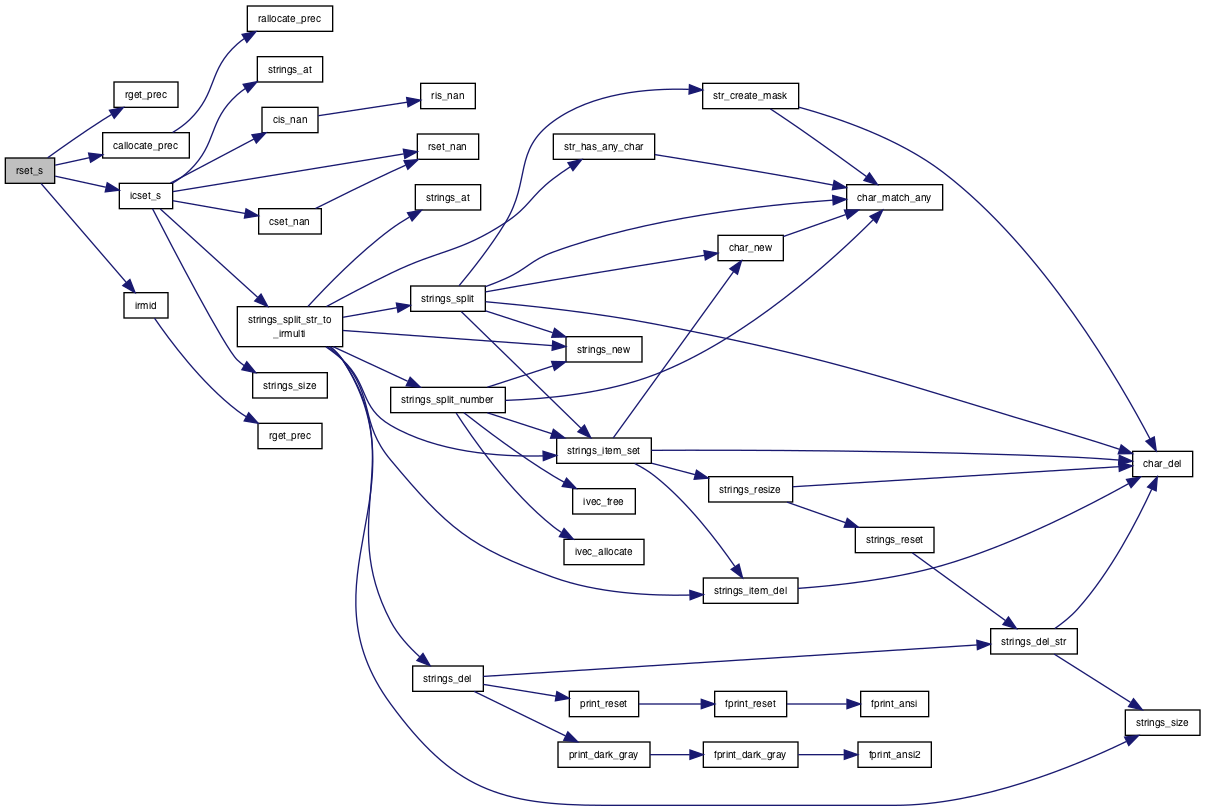 rallocate_prec
strings_at
rget_prec
ris_nan
str_create_mask
cis_nan
callocate_prec
rset_nan
str_has_any_char
rset_s
icset_s
strings_at
char_match_any
cset_nan
char_new
irmid
strings_split
strings_split_str_to
_irmulti
strings_new
strings_size
strings_split_number
rget_prec
strings_item_set
char_del
strings_resize
ivec_free
strings_reset
ivec_allocate
strings_item_del
strings_del_str
strings_del
print_reset
fprint_reset
fprint_ansi
strings_size
print_dark_gray
fprint_dark_gray
fprint_ansi2